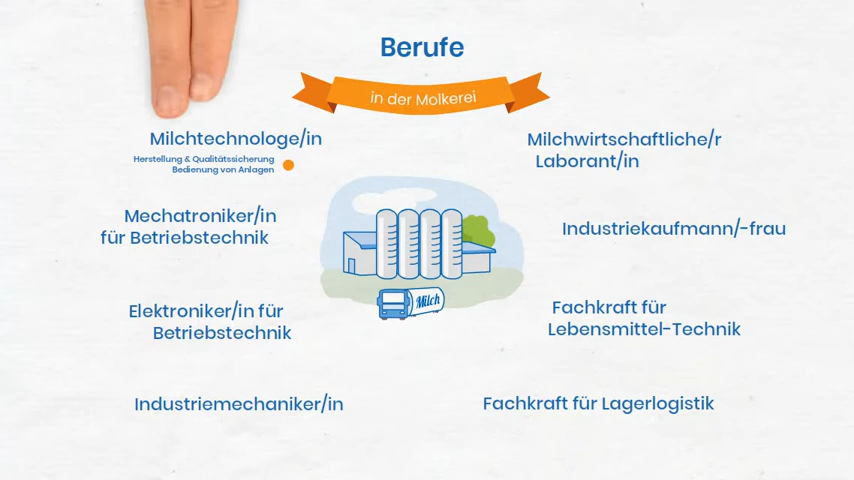 Berufe
in der Molkerei
Milchtechnologe/in
Herstellung & Qualitätssicherung
Bedienung von Anlagen
Mechatroniker/in
für Betriebstechnik
Elektroniker/in für
Betriebstechnik
Industriemechaniker/in
Milchwirtschaftliche/r
Laborant/in
Industriekaufmann/-frau
Fachkraft für
Lebensmittel-Technik
Fachkraft für Lagerlogistik
Milch